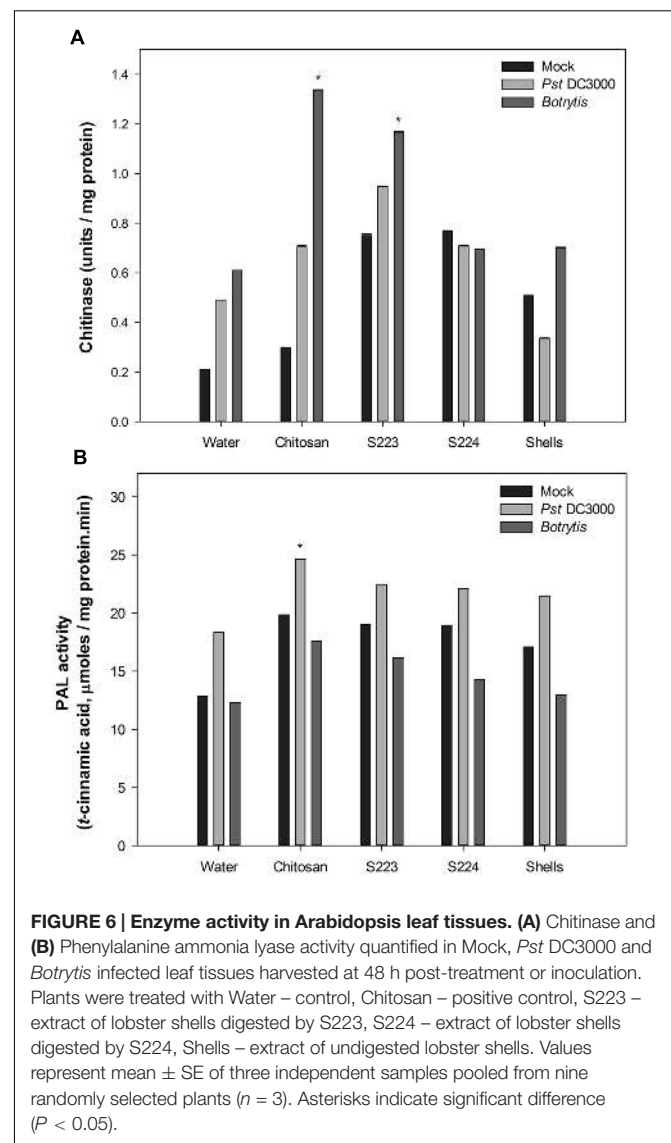 A
Mock
Pst DC3000
Botrytis
Chitinase (units / mg protein)
1.4
1.2
1.0
0.8
0.6
0.4
0.2
0.0
*
*
Water Chitosan S223 S224 Shells
B
Mock
Pst DC3000
Botrytis
PAL activity
(t-cinnamic acid, μmoles / mg protein.min)
30
25
20
15
10
5
0
*
Water Chitosan S223 S224 Shells
FIGURE 6 | Enzyme activity in Arabidopsis leaf tissues. (A) Chitinase and
(B) Phenylalanine ammonia lyase activity quantified in Mock, Pst DC3000 and
Botrytis infected leaf tissues harvested at 48 h post-treatment or inoculation.
Plants were treated with Water – control, Chitosan – positive control, S223 –
extract of lobster shells digested by S223, S224 – extract of lobster shells
digested by S224, Shells – extract of undigested lobster shells. Values
represent mean ± SE of three independent samples pooled from nine
randomly selected plants (n = 3). Asterisks indicate significant difference
(P < 0.05).